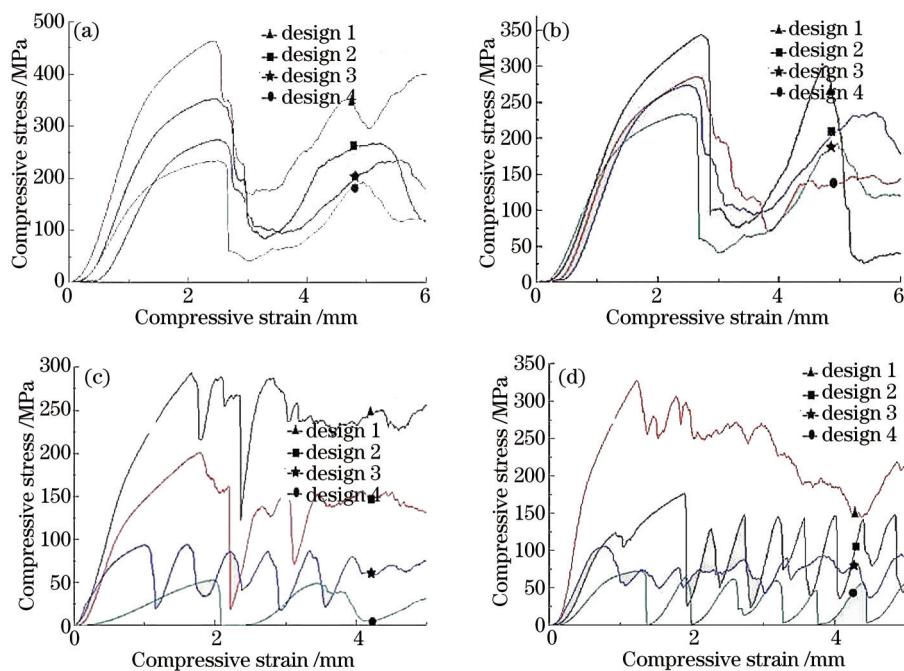 (a)
design 1
design 2
design 3
design 4
500
400
300
200
100
0
2
4
6
Compressive stress /MPa
Compressive strain /mm
(b)
design 1
design 2
design 3
design 4
350
300
250
200
150
100
50
0
2
4
6
Compressive stress /MPa
Compressive strain /mm
(c)
design 1
design 2
design 3
design 4
300
250
200
150
100
50
0
2
4
Compressive stress /MPa
Compressive strain /mm
(d)
design 1
design 2
design 3
design 4
350
300
250
200
150
100
50
0
2
4
Compressive stress /MPa
Compressive strain /mm